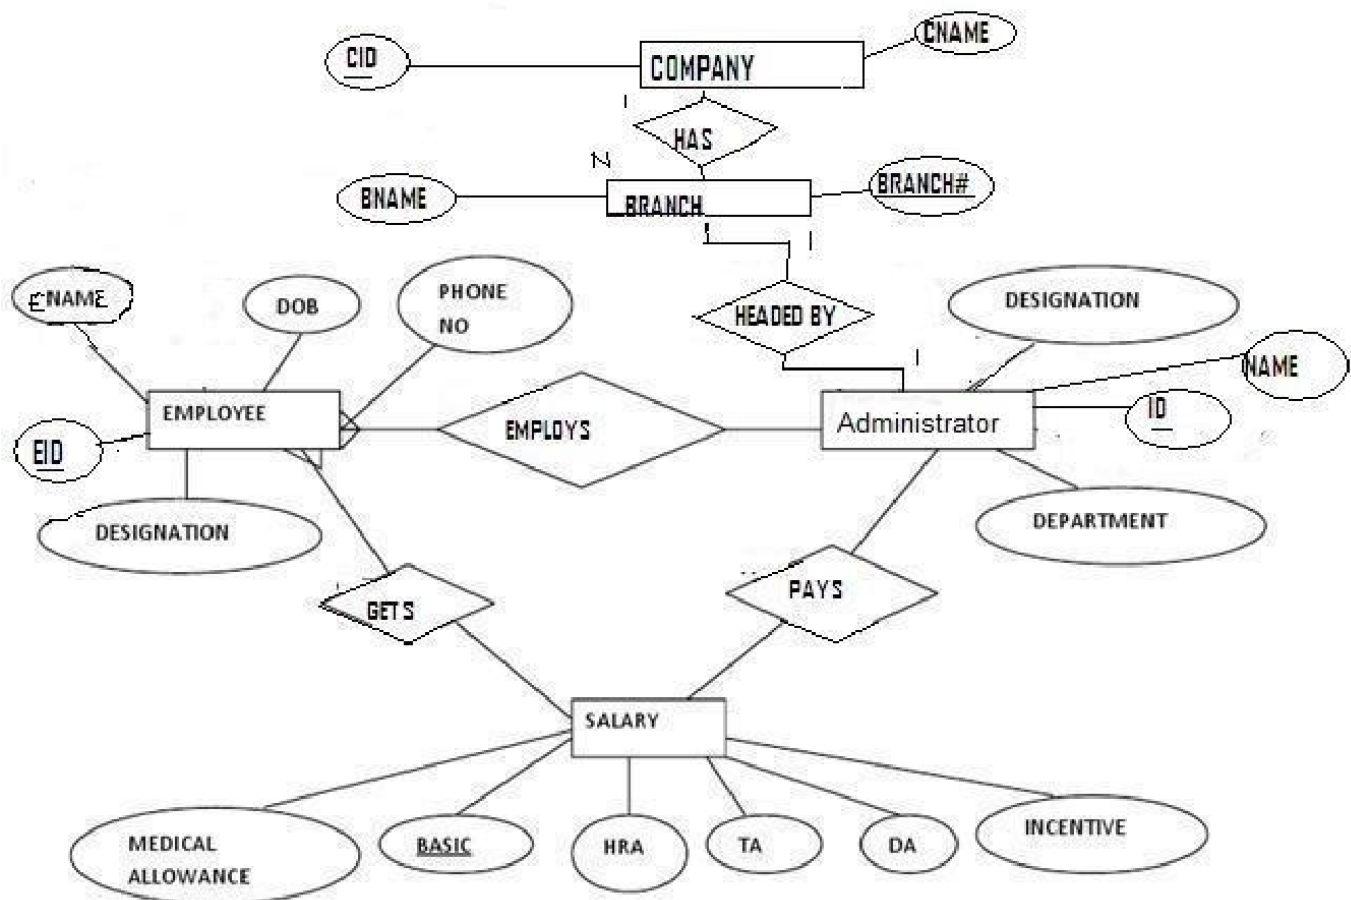 CID
COMPANY
CNAME
1
HAS
N
BNAME
BRANCH
BRANCH#
1
ENAME
DOB
PHONE
NO
HEADED BY
DESIGNATION
1
NAME
EMPLOYEE
EMPLOYS
Administrator
ID
EID
DESIGNATION
DEPARTMENT
GETS
PAYS
SALARY
MEDICAL
ALLOWANCE
BASIC
HRA
TA
DA
INCENTIVE